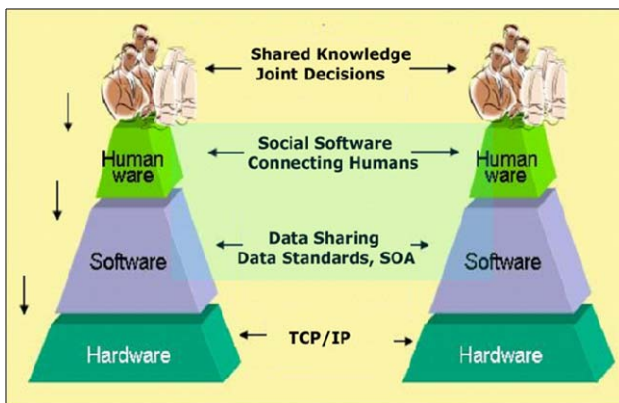 Shared Knowledge
Joint Decisions
Human
ware
Social Software
Connecting Humans
Human
ware
Software
Data Sharing
Data Standards, SOA
Software
Hardware
TCP/IP
Hardware